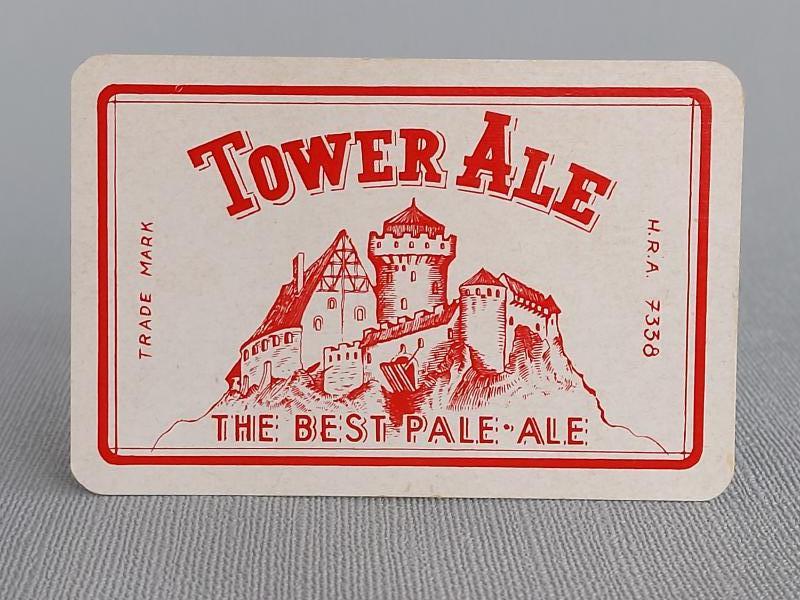 TOWER ALE
TRADE MARK
H.R.A. 7338
THE BEST PALE·ALE